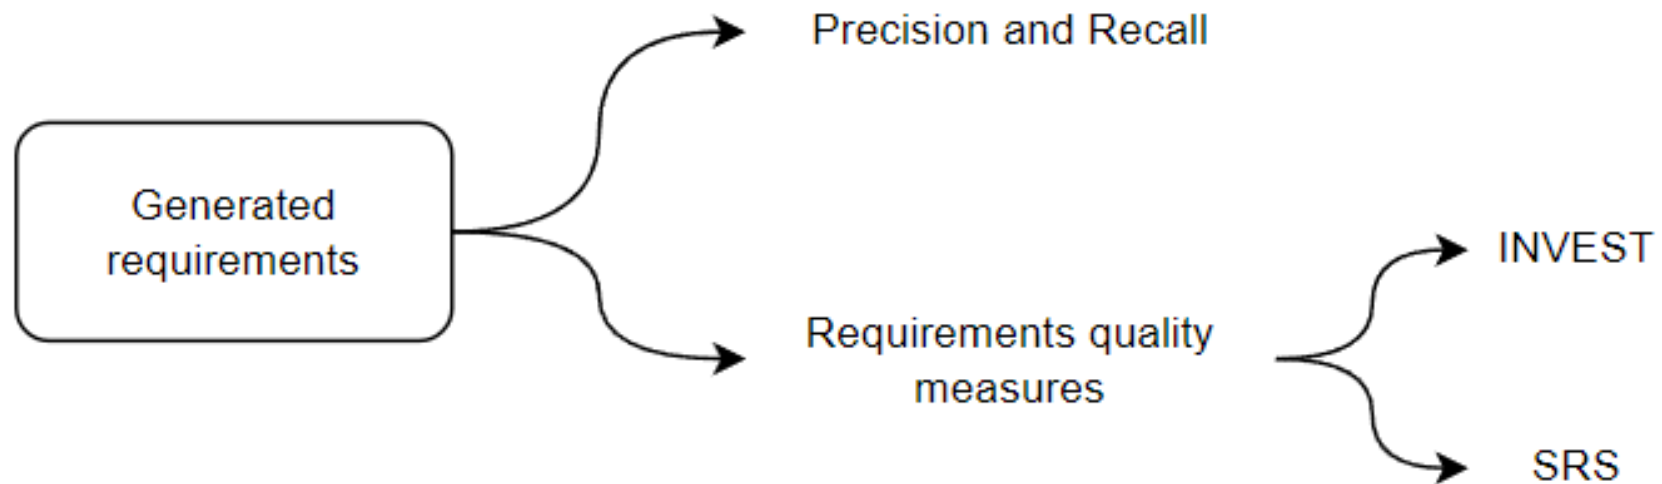 Precision and Recall
Generated
requirements
INVEST
Requirements quality
measures
SRS